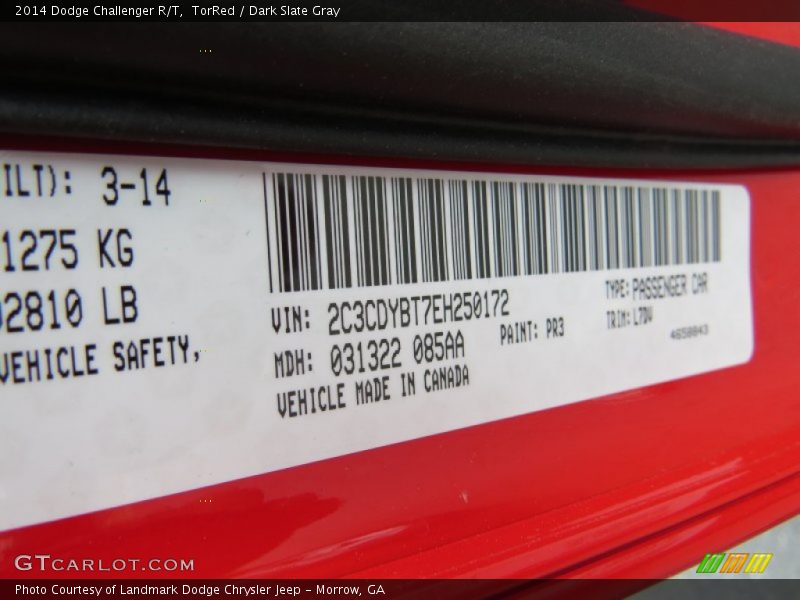 2014 Dodge Challenger R/T,  TorRed / Dark Slate Gray
ILT): 3-14
1275 KG
2810 LB
VEHICLE SAFETY,
VIN: 2C3CDYBT7EH250172
TYPE: PASSENGER CAR
MDH: 031322 085AA
PAINT: PR3
TRIM: L7DV
4650043
VEHICLE MADE IN CANADA
GTCARLOT.COM
Photo Courtesy of Landmark Dodge Chrysler Jeep - Morrow, GA